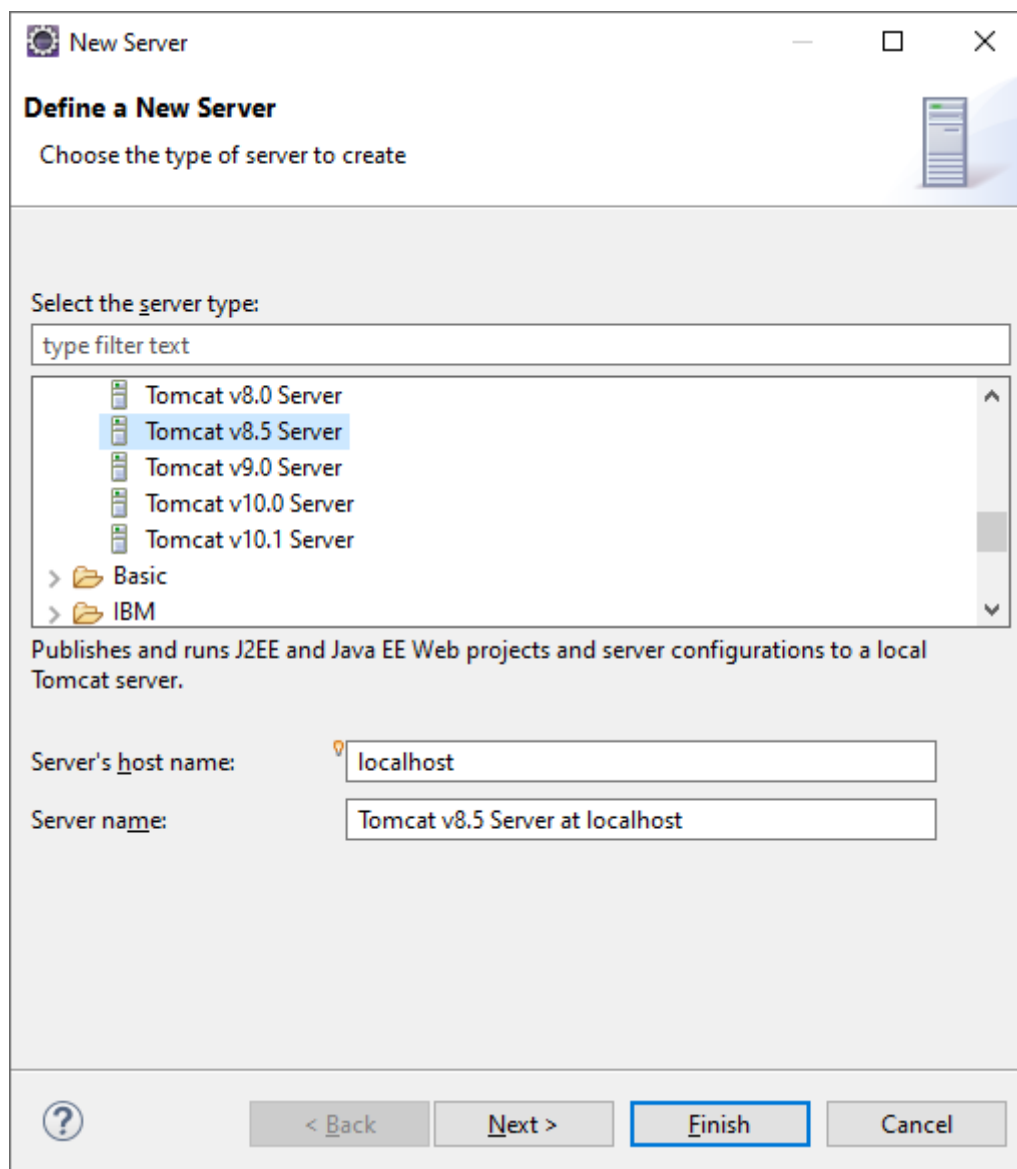 New Server
Define a New Server
Choose the type of server to create
Select the server type:
type filter text
Tomcat v8.0 Server
Tomcat v8.5 Server
Tomcat v9.0 Server
Tomcat v10.0 Server
Tomcat v10.1 Server
Basic
IBM
Publishes and runs J2EE and Java EE Web projects and server configurations to a local
Tomcat server.
Server's host name: localhost
Server name: Tomcat v8.5 Server at localhost
? < Back Next > Finish Cancel